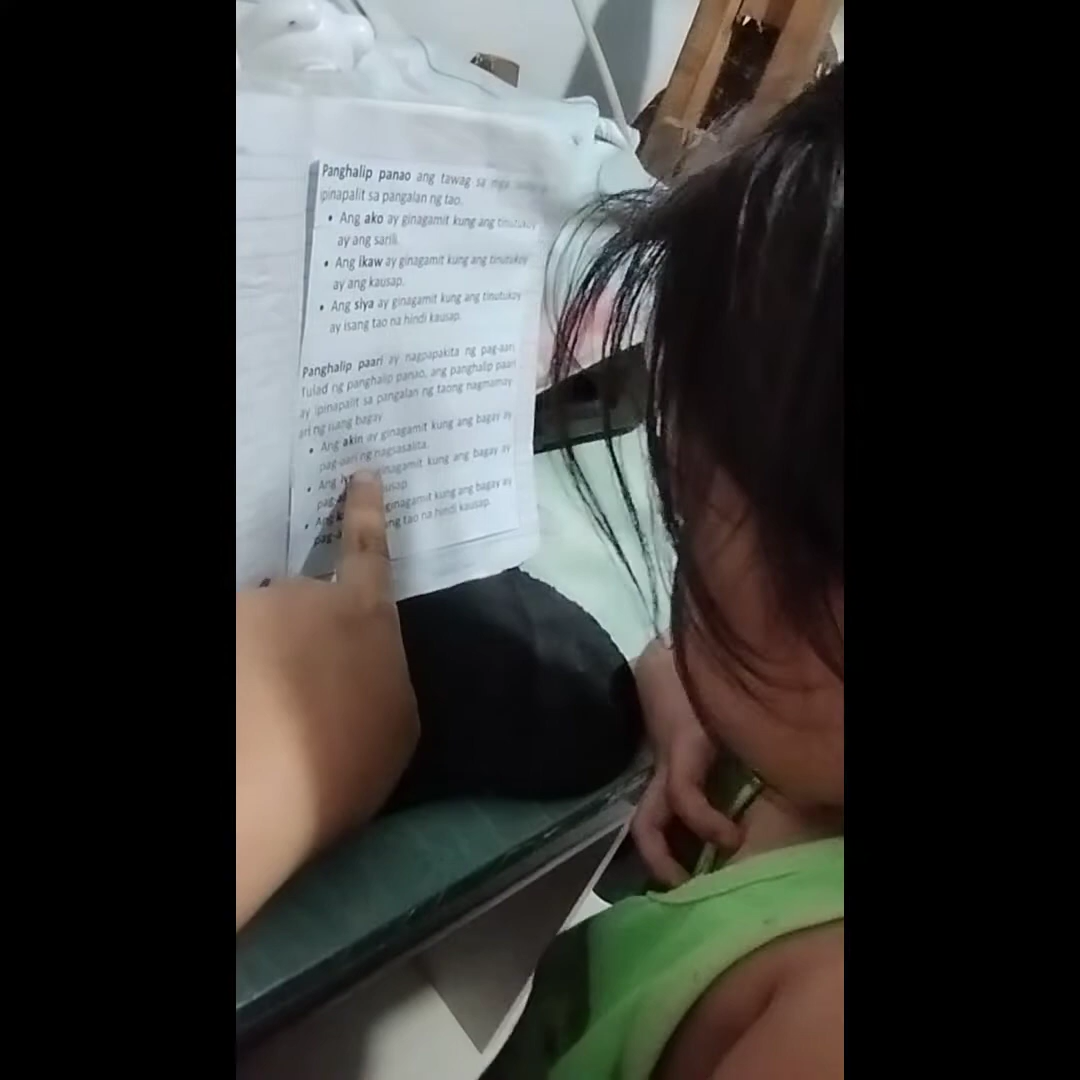 Panghalip panao ang tawag sa mga
ipinapalit sa pangalan ng tao.
• Ang ako ay ginagamit kung ang tinutukoy
ay ang sarili.
• Ang ikaw ay ginagamit kung ang tinutukoy
ay ang kausap.
• Ang siya ay ginagamit kung ang tinutukoy
ay isang tao na hindi kausap.
Panghalip paari ay nagpapakita ng pag-aari.
Tulad ng panghalip panao, ang panghalip paari
ay ipinapalit sa pangalan ng taong nagmamay-
ari ng isang bagay
• Ang akin ay ginagamit kung ang bagay ay
pag-aari ng nagsasalita.
• Ang ginagamit kung ang bagay ay
• Ang ginagamit kung ang bagay ay
tao na hindi kausap.